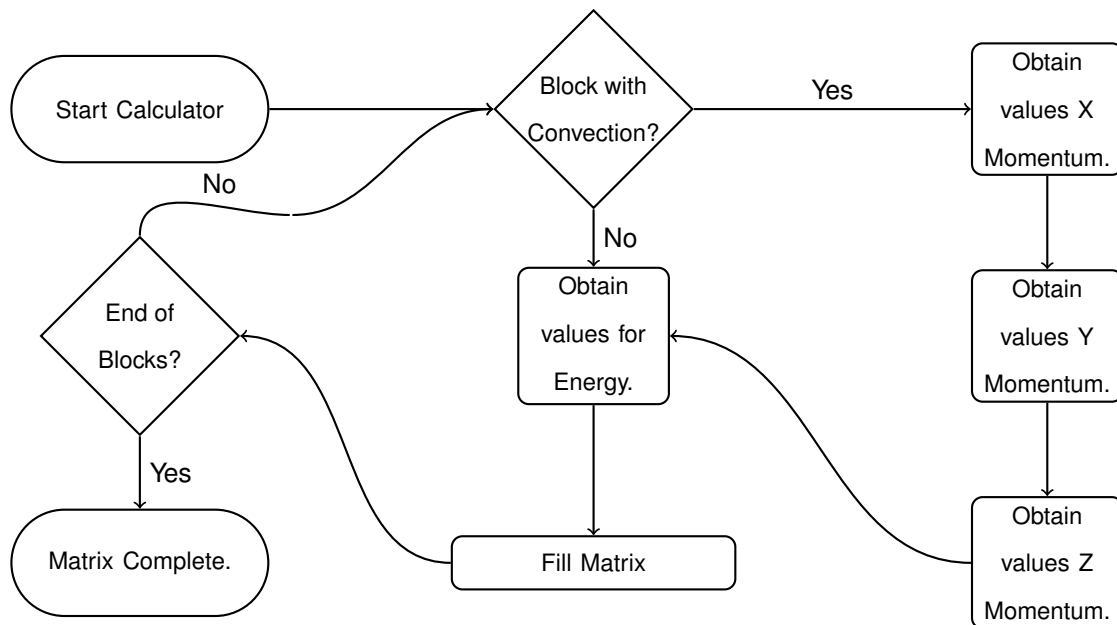 Start Calculator
Block with
Convection?
Yes
Obtain
values X
Momentum.
No
No
End of
Blocks?
Obtain
values for
Energy.
Obtain
values Y
Momentum.
Yes
Matrix Complete.
Fill Matrix
Obtain
values Z
Momentum.